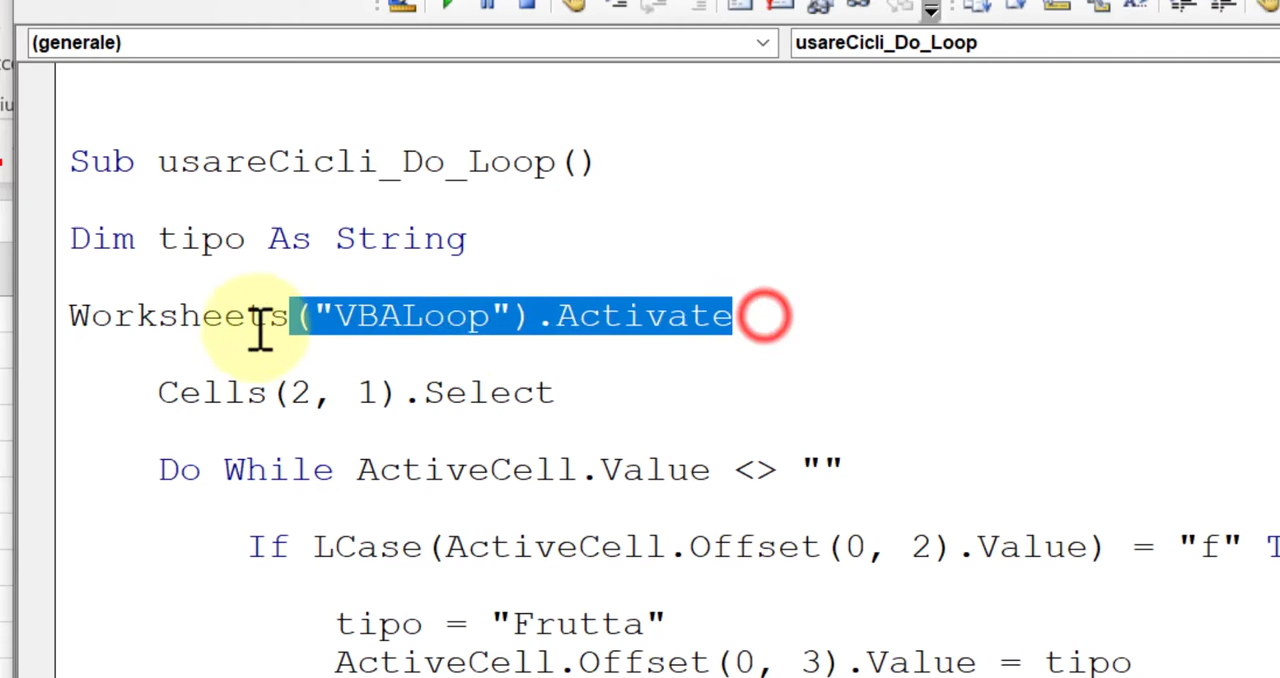 (generale) usareCicli_Do_Loop
Sub usareCicli_Do_Loop()
Dim tipo As String
Worksheets("VBALoop").Activate
Cells(2, 1).Select
Do While ActiveCell.Value <> ""
If LCase(ActiveCell.Offset(0, 2).Value) = "f" T
tipo = "Frutta"
ActiveCell.Offset(0, 3).Value = tipo